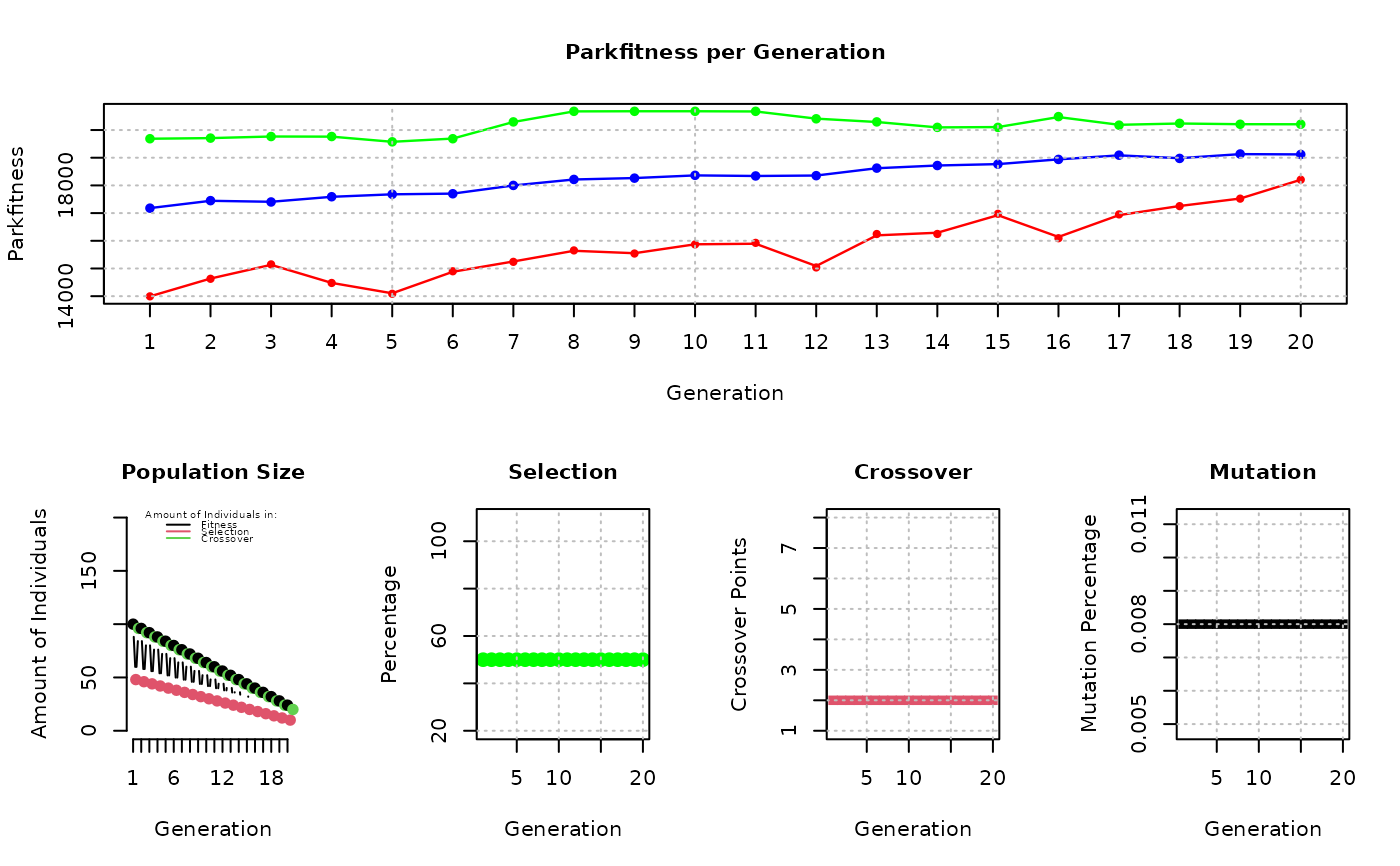 Parkfitness per Generation
Parkfitness
18000
14000
1 2 3 4 5 6 7 8 9 10 11 12 13 14 15 16 17 18 19 20
Generation
Population Size
Amount of Individuals
150
50
0
Amount of Individuals in:
Fitness
Selection
Crossover
1 6 12 18
Generation
Selection
Percentage
100
60
20
5 10 20
Generation
Crossover
Crossover Points
7
5
3
1
5 10 20
Generation
Mutation
Mutation Percentage
0.011
0.008
0.005
5 10 20
Generation